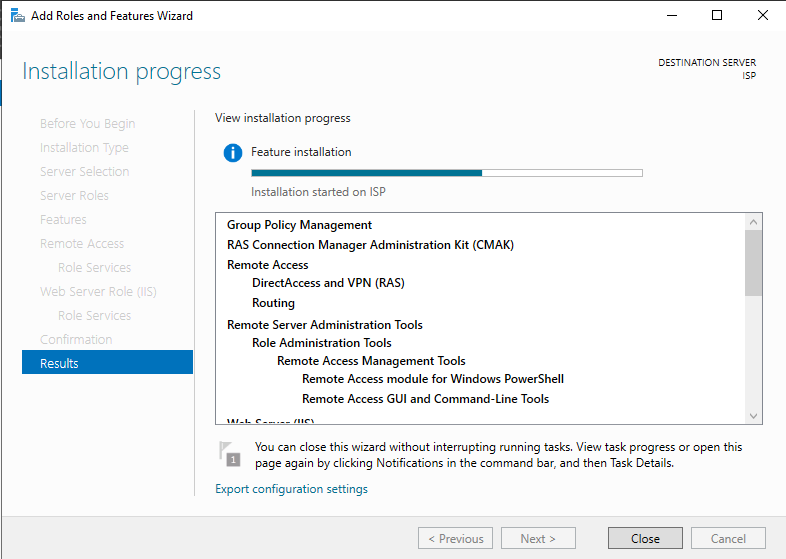 Add Roles and Features Wizard
Installation progress
DESTINATION SERVER
ISP
Before You Begin
Installation Type
Server Selection
Server Roles
Features
Remote Access
Role Services
Web Server Role (IIS)
Role Services
Confirmation
Results
View installation progress
Feature installation
Installation started on ISP
Group Policy Management
RAS Connection Manager Administration Kit (CMAK)
Remote Access
DirectAccess and VPN (RAS)
Routing
Remote Server Administration Tools
Role Administration Tools
Remote Access Management Tools
Remote Access module for Windows PowerShell
Remote Access GUI and Command-Line Tools
Web Server (IIS)
1
You can close this wizard without interrupting running tasks. View task progress or open this
page again by clicking Notifications in the command bar, and then Task Details.
Export configuration settings
< Previous
Next >
Close
Cancel